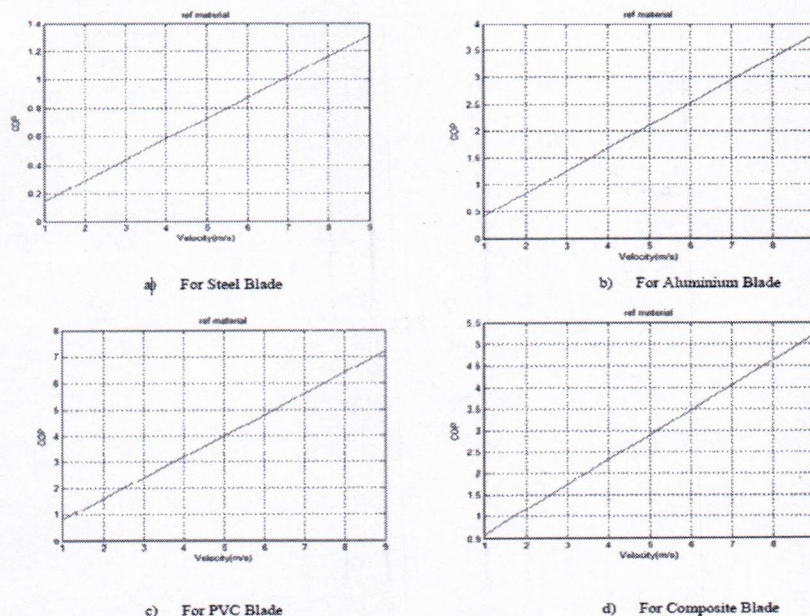 ref material
1.4
1.2
1
0.8
0.6
0.4
0.2
0
COP
1 2 3 4 5 6 7 8 9
Velocity(m/s)
a) For Steel Blade
ref material
4
3.5
3
2.5
2
1.5
1
0.5
0
COP
1 2 3 4 5 6 7 8
Velocity(m/s)
b) For Aluminium Blade
ref material
8
7
6
5
4
3
2
1
0
COP
1 2 3 4 5 6 7 8 9
Velocity(m/s)
c) For PVC Blade
ref material
5.5
5
4.5
4
3.5
3
2.5
2
1.5
1
0.5
COP
1 2 3 4 5 6 7 8
Velocity(m/s)
d) For Composite Blade